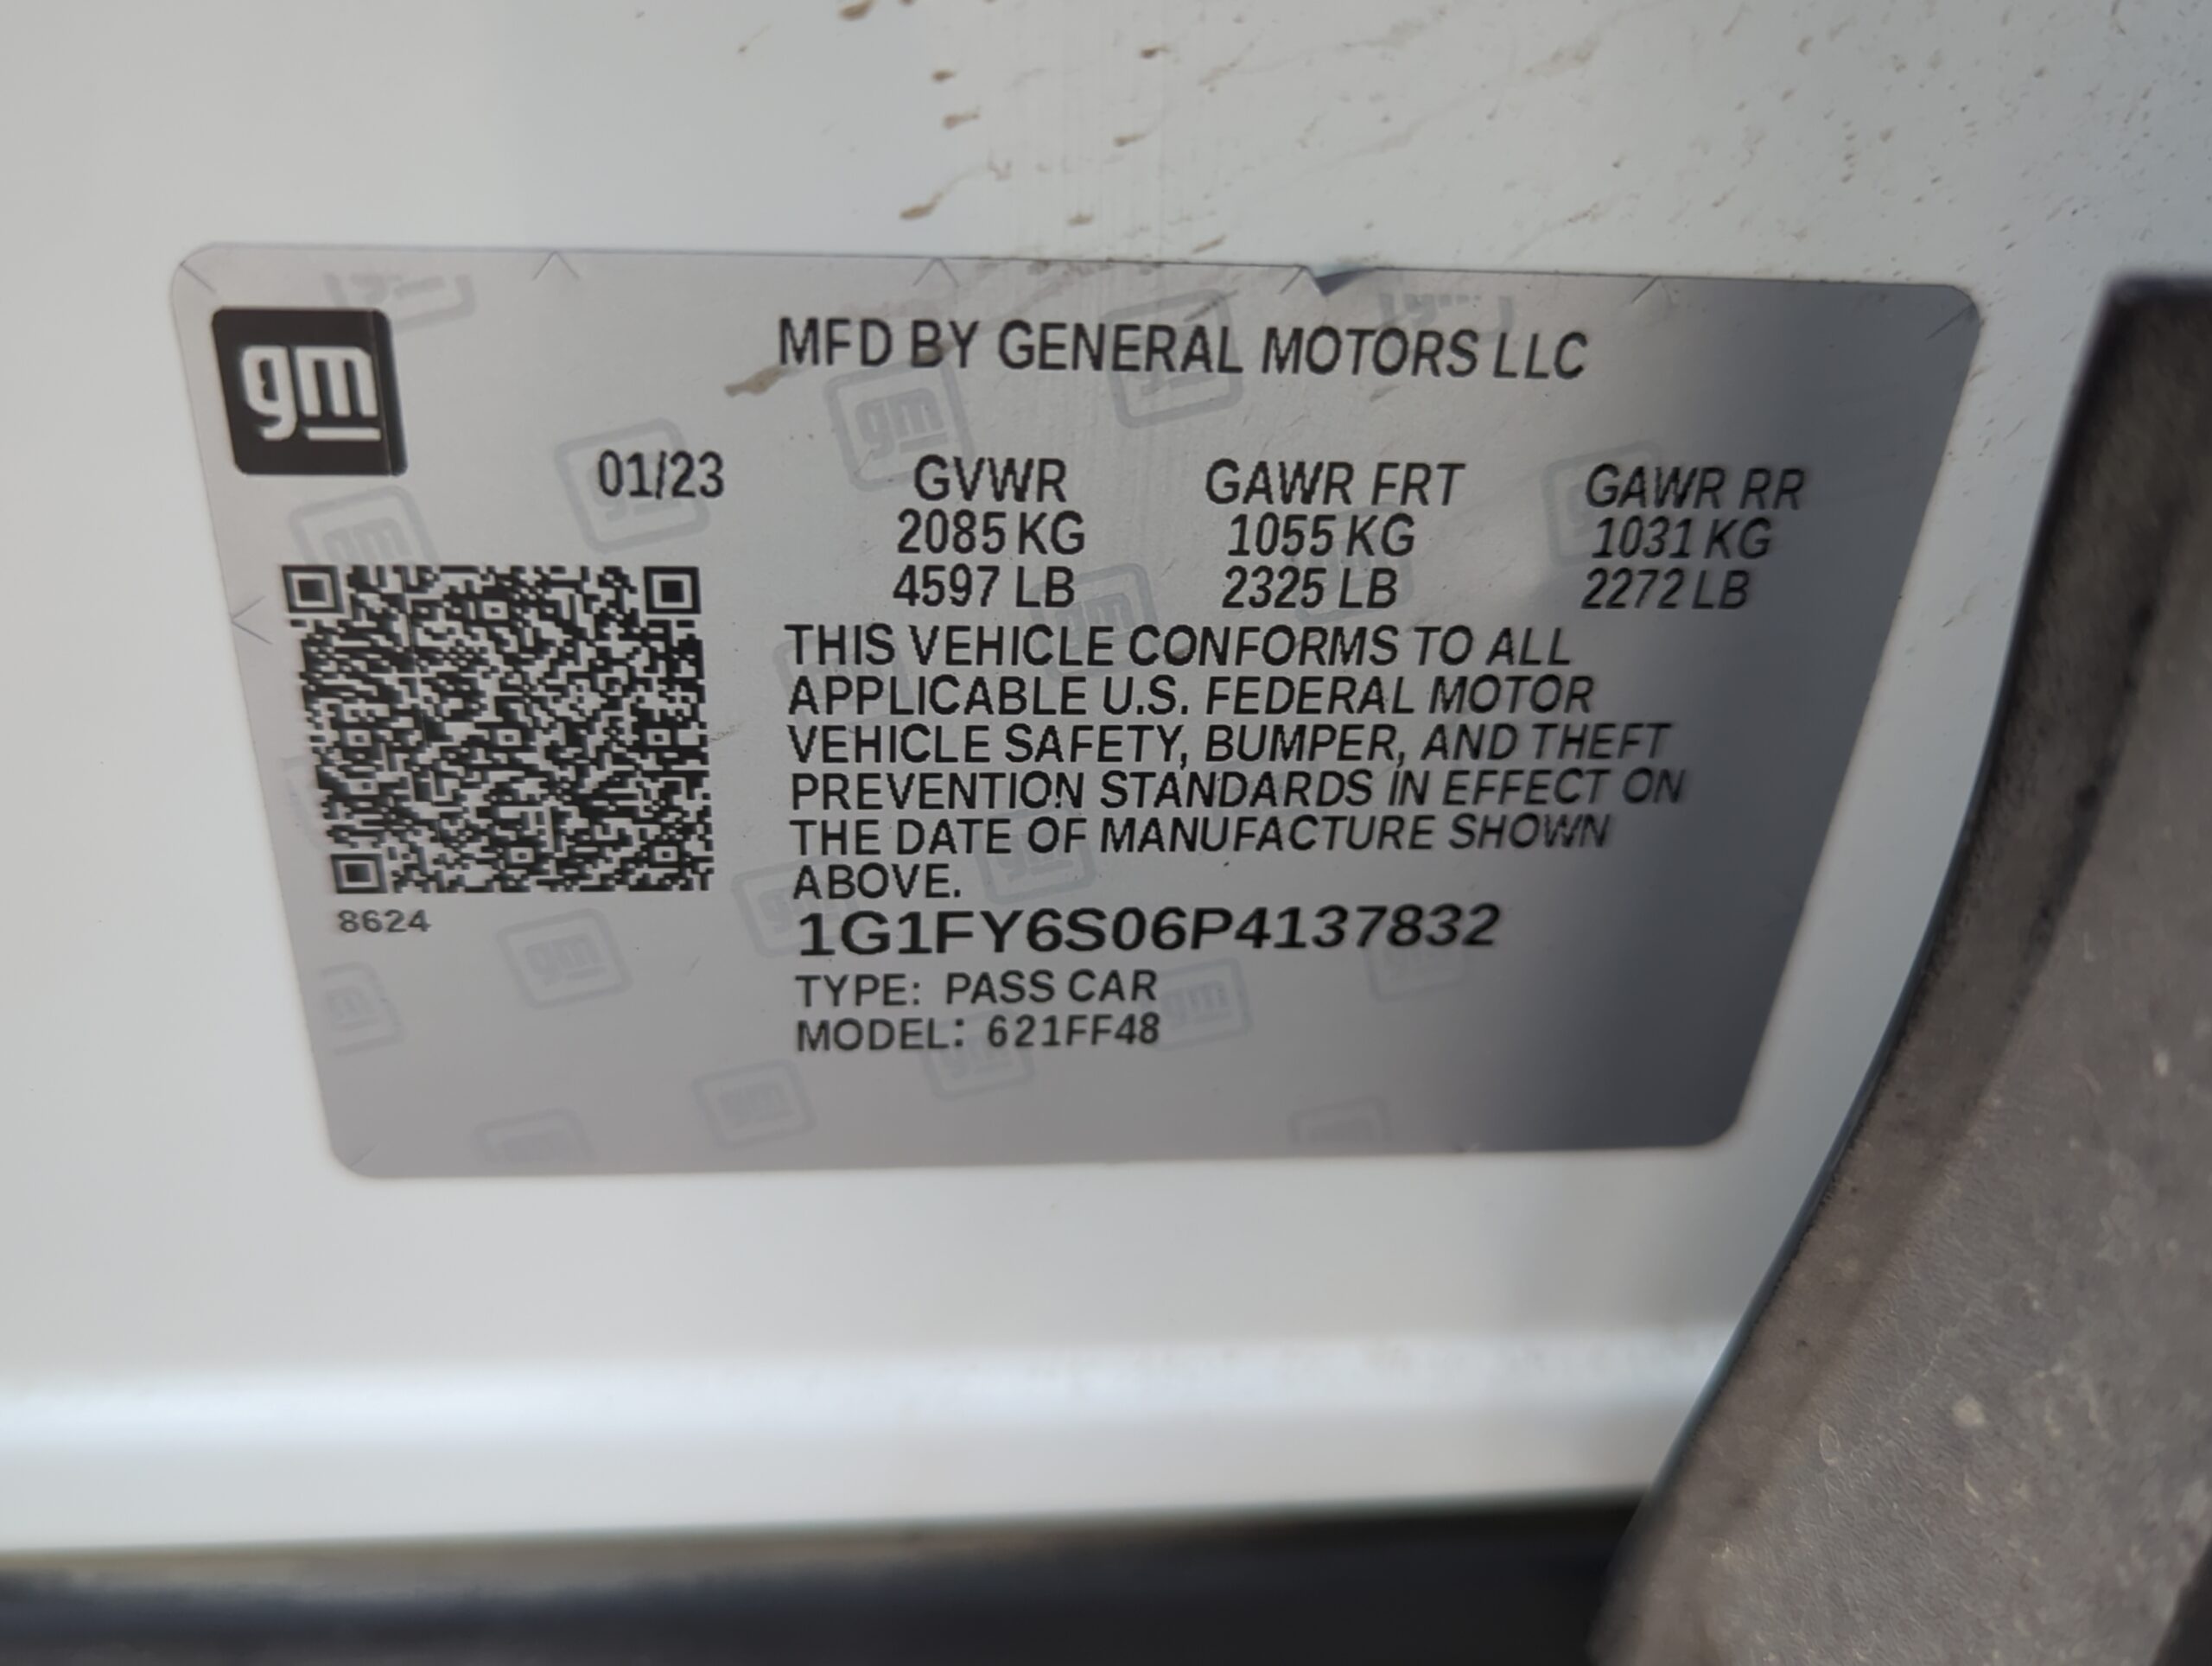 gm
MFD BY GENERAL MOTORS LLC
01/23 GVWR GAWR FRT GAWR RR
2085 KG 1055 KG 1031 KG
4597 LB 2325 LB 2272 LB
THIS VEHICLE CONFORMS TO ALL
APPLICABLE U.S. FEDERAL MOTOR
VEHICLE SAFETY, BUMPER, AND THEFT
PREVENTION STANDARDS IN EFFECT ON
THE DATE OF MANUFACTURE SHOWN
ABOVE.
8624
1G1FY6S06P4137832
TYPE: PASS CAR
MODEL: 621FF48